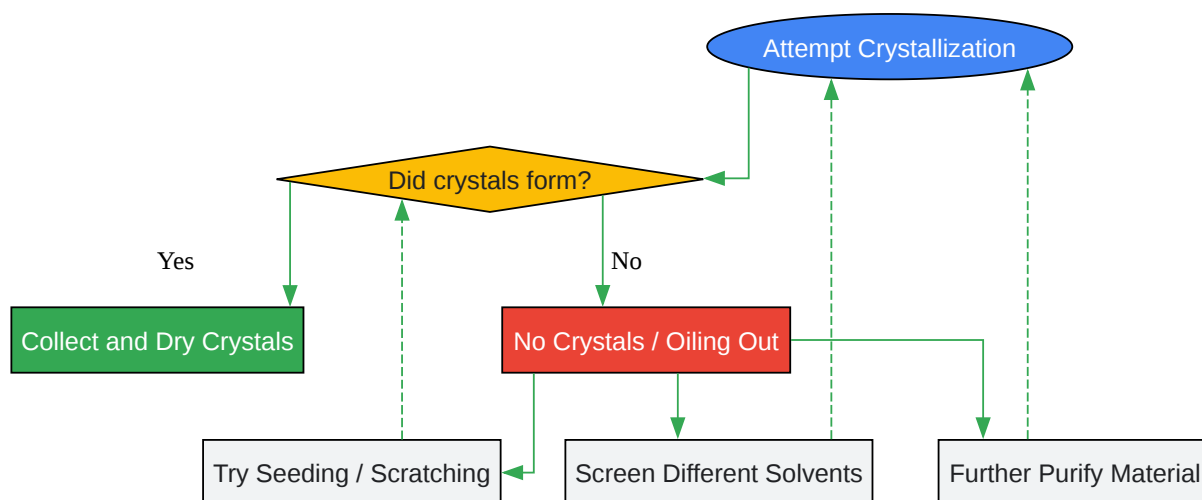 Attempt Crystallization
Did crystals form?
Yes
No
Collect and Dry Crystals
No Crystals / Oiling Out
Try Seeding / Scratching
Screen Different Solvents
Further Purify Material